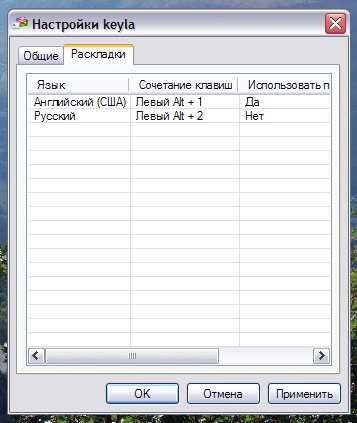 Настройки keyla
Общие Раскладки
Язык Сочетание клавиш Использовать п
Английский (США) Левый Alt + 1 Да
Русский Левый Alt + 2 Нет
OK Отмена Применить